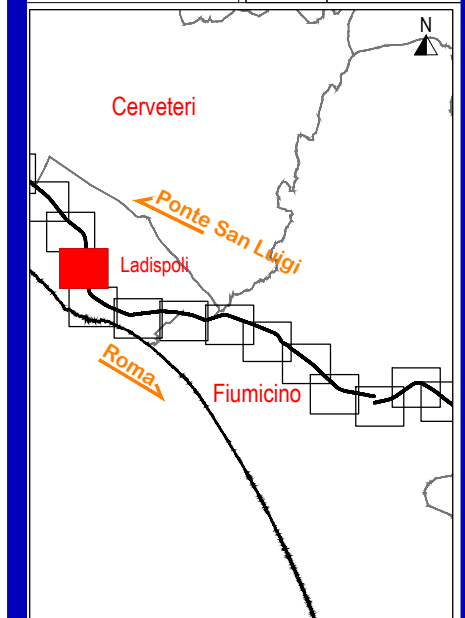 N
Cerveteri
Ponte San Luigi
Ladispoli
Roma
Fiumicino